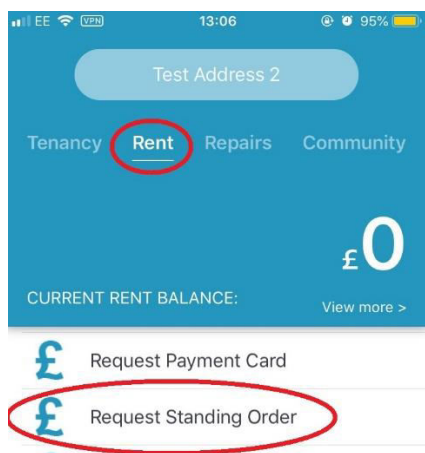 EE VPN 13:06 95%
Test Address 2
Tenancy Rent Repairs Community
£0
CURRENT RENT BALANCE: View more >
£ Request Payment Card
£ Request Standing Order